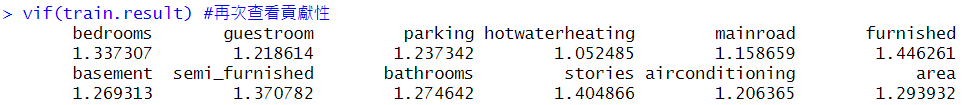 > vif(train.result) #再次查看貢獻性
bedrooms guestroom parking hotwaterheating mainroad furnished
1.337307 1.218614 1.237342 1.052485 1.158659 1.446261
basement semi_furnished bathrooms stories airconditioning area
1.269313 1.370782 1.274642 1.404866 1.206365 1.293932